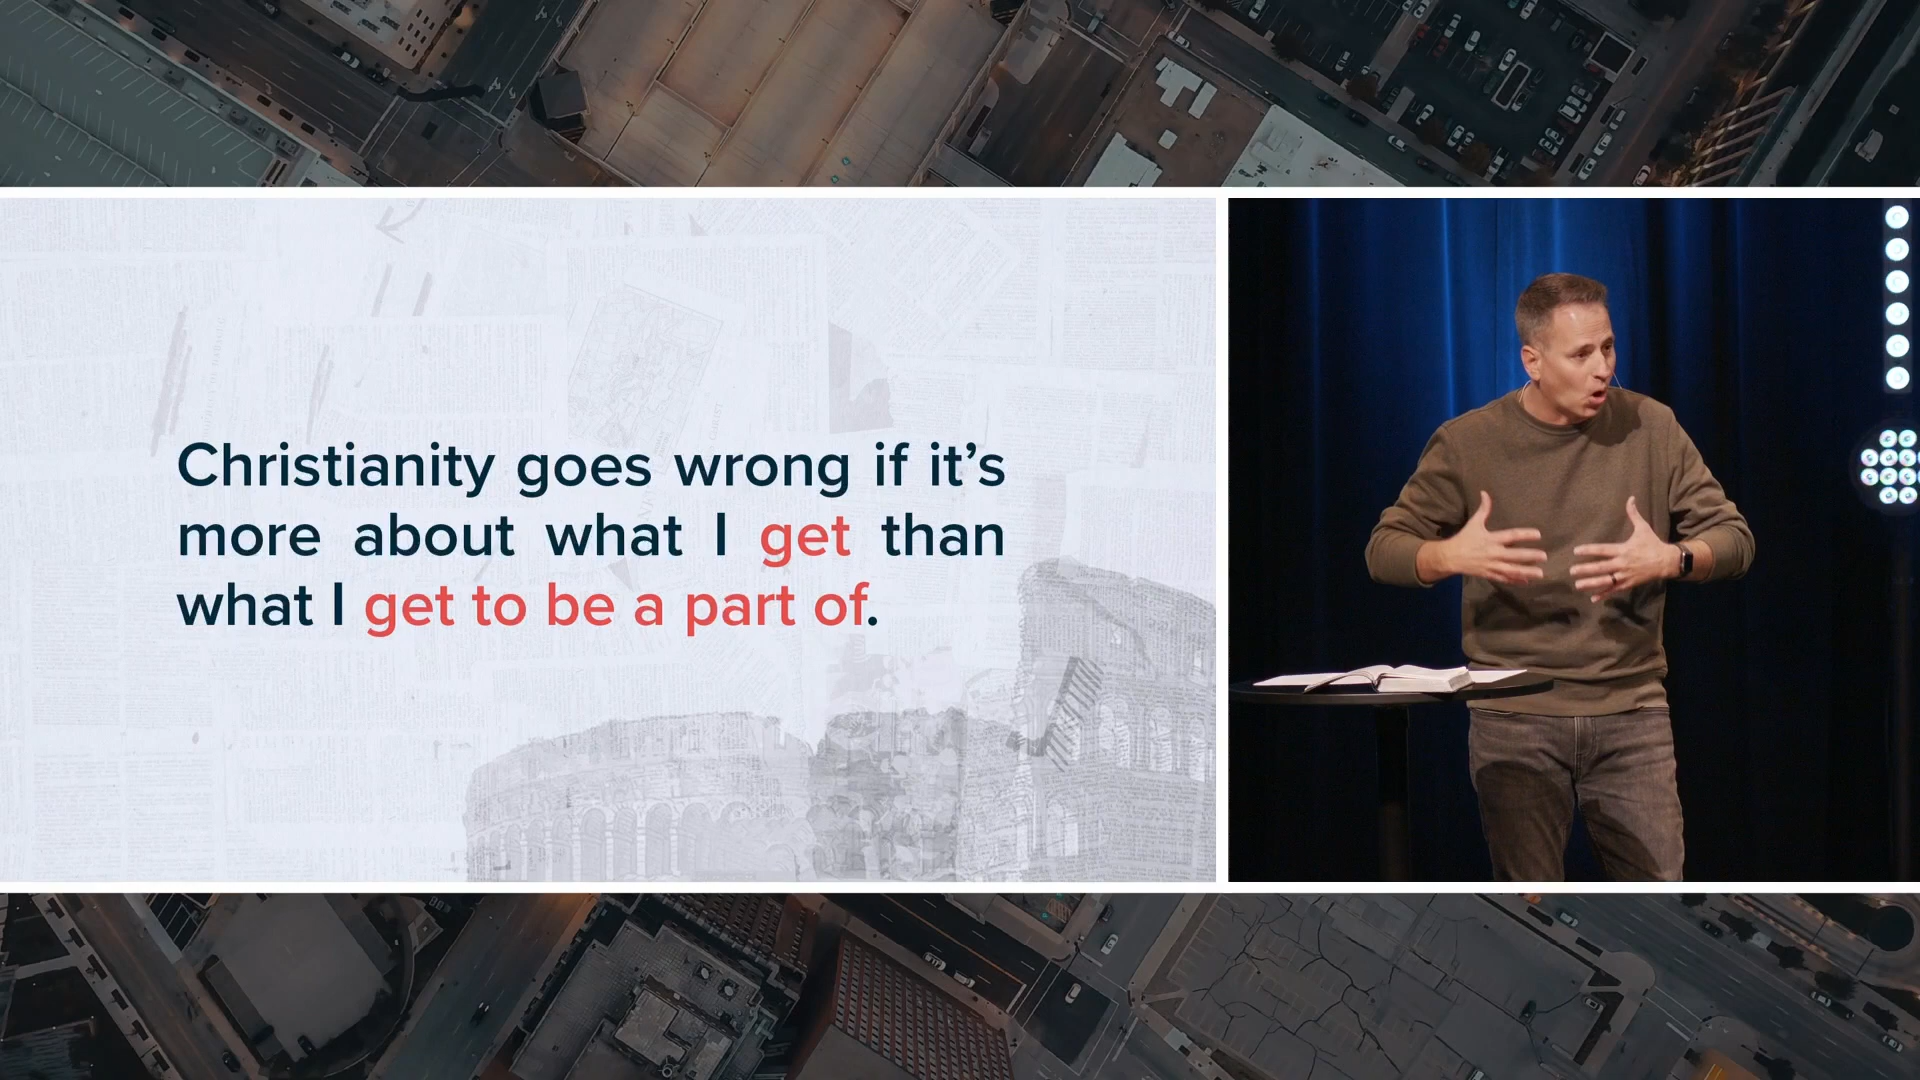 Christianity goes wrong if it’s
more about what I get than
what I get to be a part of.